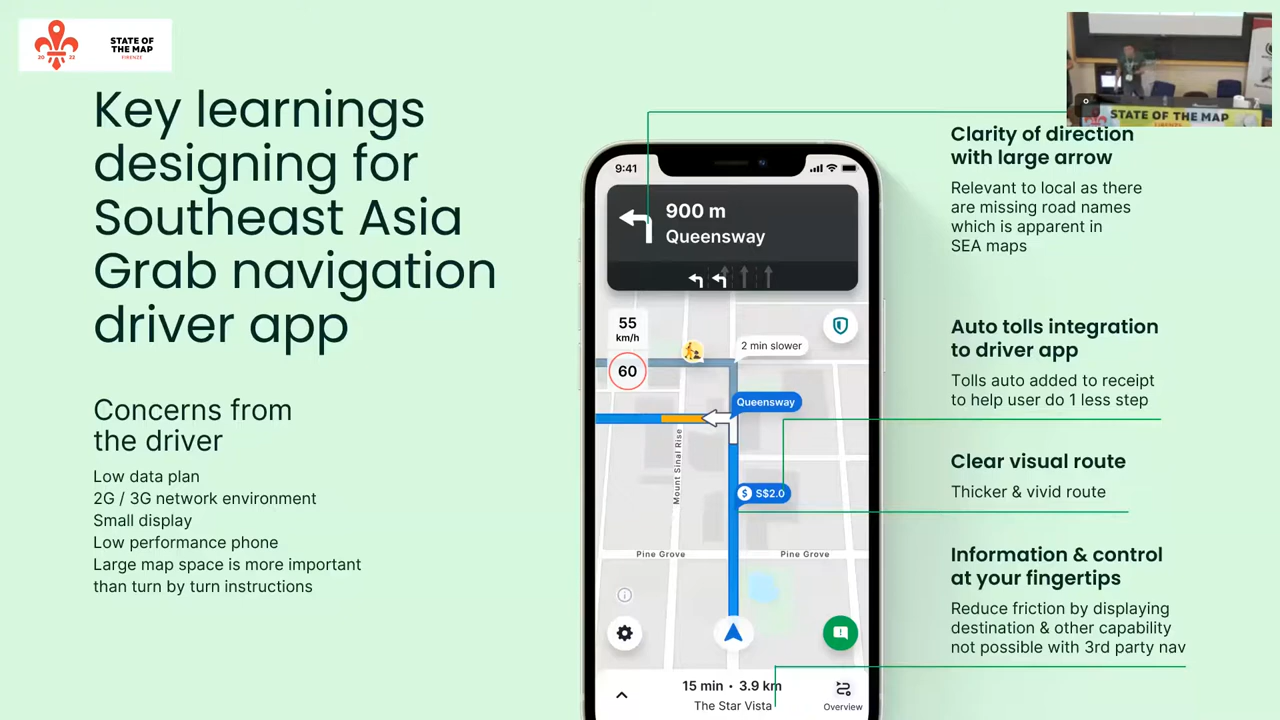 20 22
STATE OF
THE MAP
FIRENZE
Key learnings
designing for
Southeast Asia
Grab navigation
driver app
Concerns from
the driver
Low data plan
2G / 3G network environment
Small display
Low performance phone
Large map space is more important
than turn by turn instructions
9:41
900 m
Queensway
55
km/h
60
2 min slower
Queensway
Mount Sinal Rise
$ S$2.0
Pine Grove
Pine Grove
15 min • 3.9 km
The Star Vista
Overview
STATE OF THE MAP
FIRENZE
Clarity of direction
with large arrow
Relevant to local as there
are missing road names
which is apparent in
SEA maps
Auto tolls integration
to driver app
Tolls auto added to receipt
to help user do 1 less step
Clear visual route
Thicker & vivid route
Information & control
at your fingertips
Reduce friction by displaying
destination & other capability
not possible with 3rd party nav